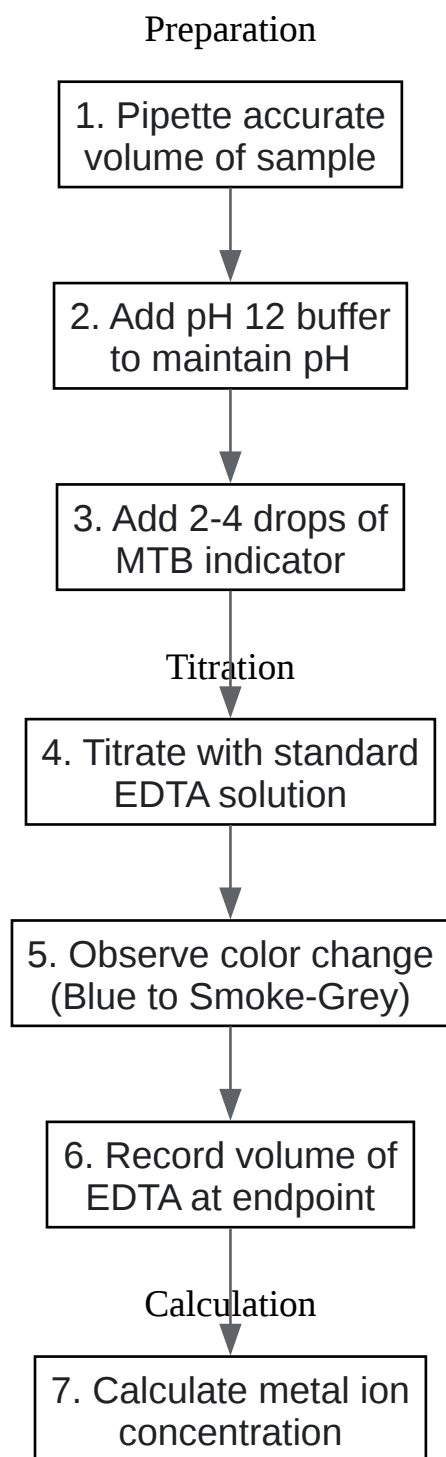 Preparation
1. Pipette accurate
volume of sample
2. Add pH 12 buffer
to maintain pH
3. Add 2-4 drops of
MTB indicator
Titration
4. Titrate with standard
EDTA solution
5. Observe color change
(Blue to Smoke-Grey)
6. Record volume of
EDTA at endpoint
Calculation
7. Calculate metal ion
concentration